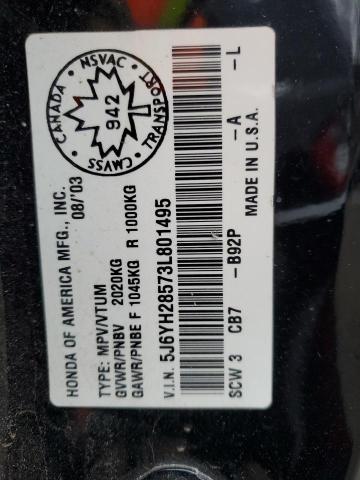 HONDA OF AMERICA MFG., INC.
08/'03
TYPE: MPV/VTUM
GVWR/PNBV 2020KG
GAWR/PNBE F 1045KG R 1000KG
V.I.N. 5J6YH28573L801495
SCW 3 CB7 -B92P -A -L
MADE IN U.S.A.
CANADA · NSVAC · TRANSPORT · CMVSS
942